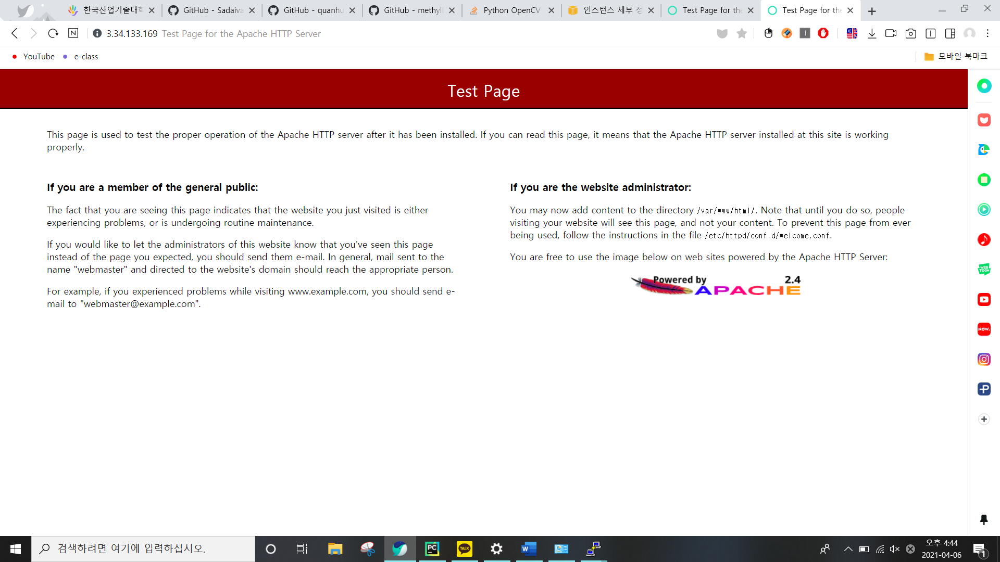 한국산업기술대학
GitHub - Sadaiva
GitHub - quanhu
GitHub - methyl
Python OpenCV
인스턴스 세부 정
Test Page for the
Test Page for the
N
3.34.133.169 Test Page for the Apache HTTP Server
YouTube
e-class
모바일 북마크
Test Page
This page is used to test the proper operation of the Apache HTTP server after it has been installed. If you can read this page, it means that the Apache HTTP server installed at this site is working
properly.
If you are a member of the general public:
The fact that you are seeing this page indicates that the website you just visited is either
experiencing problems, or is undergoing routine maintenance.
If you would like to let the administrators of this website know that you've seen this page
instead of the page you expected, you should send them e-mail. In general, mail sent to the
name "webmaster" and directed to the website's domain should reach the appropriate person.
For example, if you experienced problems while visiting www.example.com, you should send e-
mail to "webmaster@example.com".
If you are the website administrator:
You may now add content to the directory /var/www/html/. Note that until you do so, people
visiting your website will see this page, and not your content. To prevent this page from ever
being used, follow the instructions in the file /etc/httpd/conf.d/welcome.conf.
You are free to use the image below on web sites powered by the Apache HTTP Server:
Powered by 2.4
APACHE
WEB
TOON
NOW.
검색하려면 여기에 입력하십시오.
PC
TALK
W
오후 4:44
2021-04-06
1